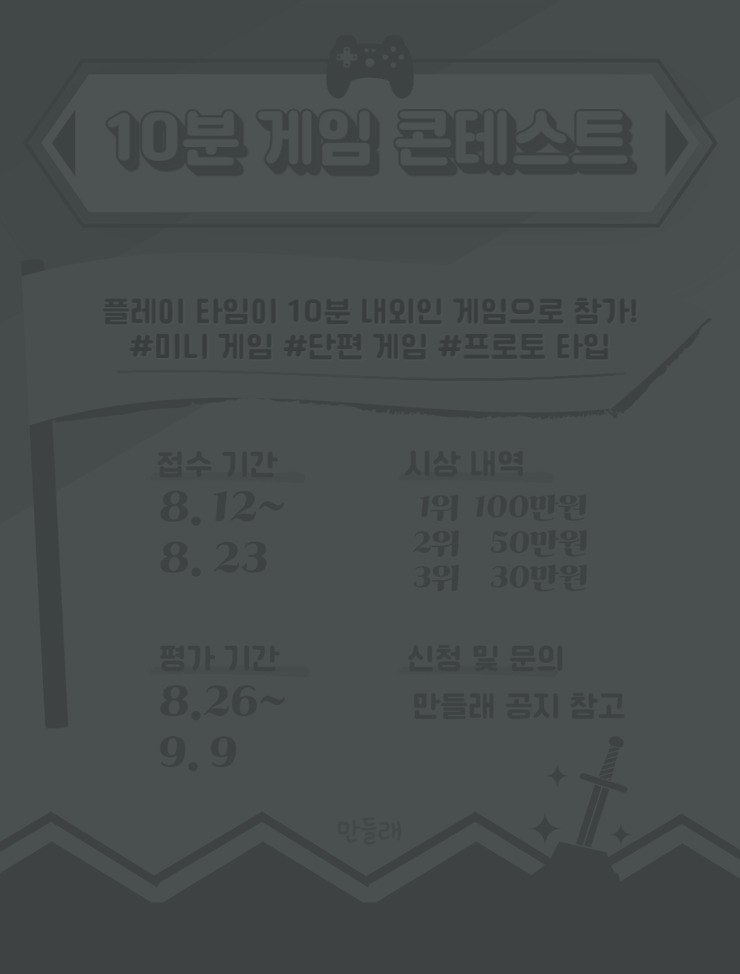 10분 게임 콘테스트
플레이 타임이 10분 내외인 게임으로 참가!
#미니 게임 #단편 게임 #프로토 타입
접수 기간
8. 12~
8. 23
시상 내역
1위 100만원
2위 50만원
3위 30만원
평가 기간
8.26~
9. 9
신청 및 문의
만들래 공지 참고
만들래